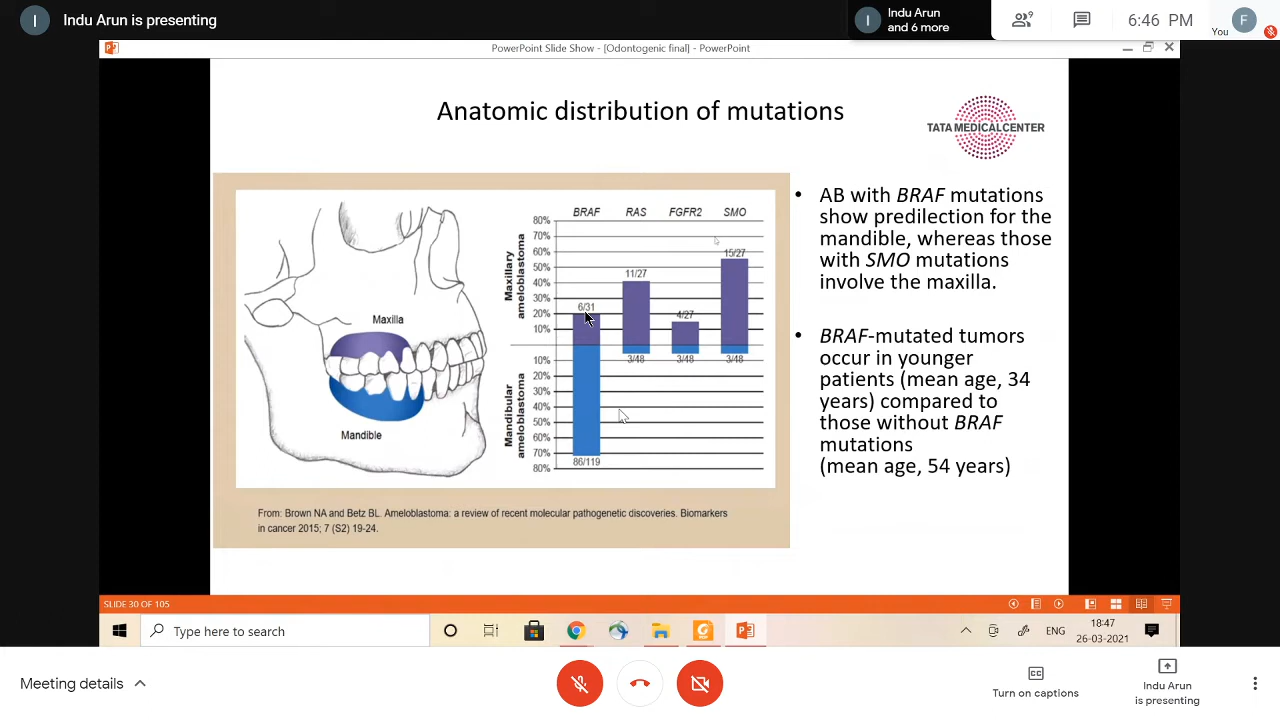 I Indu Arun is presenting
I Indu Arun
and 6 more
9
6:46 PM
You
F
PowerPoint Slide Show - [Odontogenic final] - PowerPoint
Anatomic distribution of mutations
TATA MEDICAL CENTER
BRAF RAS FGFR2 SMO
80%
70%
60%
50%
40%
30%
20%
10%
10%
20%
30%
40%
50%
60%
70%
80%
Maxillary
ameloblastoma
Mandibular
ameloblastoma
6/31
11/27
4/27
15/27
86/119
3/48
3/48
3/48
Maxilla
Mandible
From: Brown NA and Betz BL. Ameloblastoma: a review of recent molecular pathogenetic discoveries. Biomarkers
in cancer 2015; 7 (S2) 19-24.
• AB with BRAF mutations
show predilection for the
mandible, whereas those
with SMO mutations
involve the maxilla.
• BRAF-mutated tumors
occur in younger
patients (mean age, 34
years) compared to
those without BRAF
mutations
(mean age, 54 years)
SLIDE 30 OF 105
Type here to search
ENG
18:47
26-03-2021
Meeting details
CC
Turn on captions
Indu Arun
is presenting